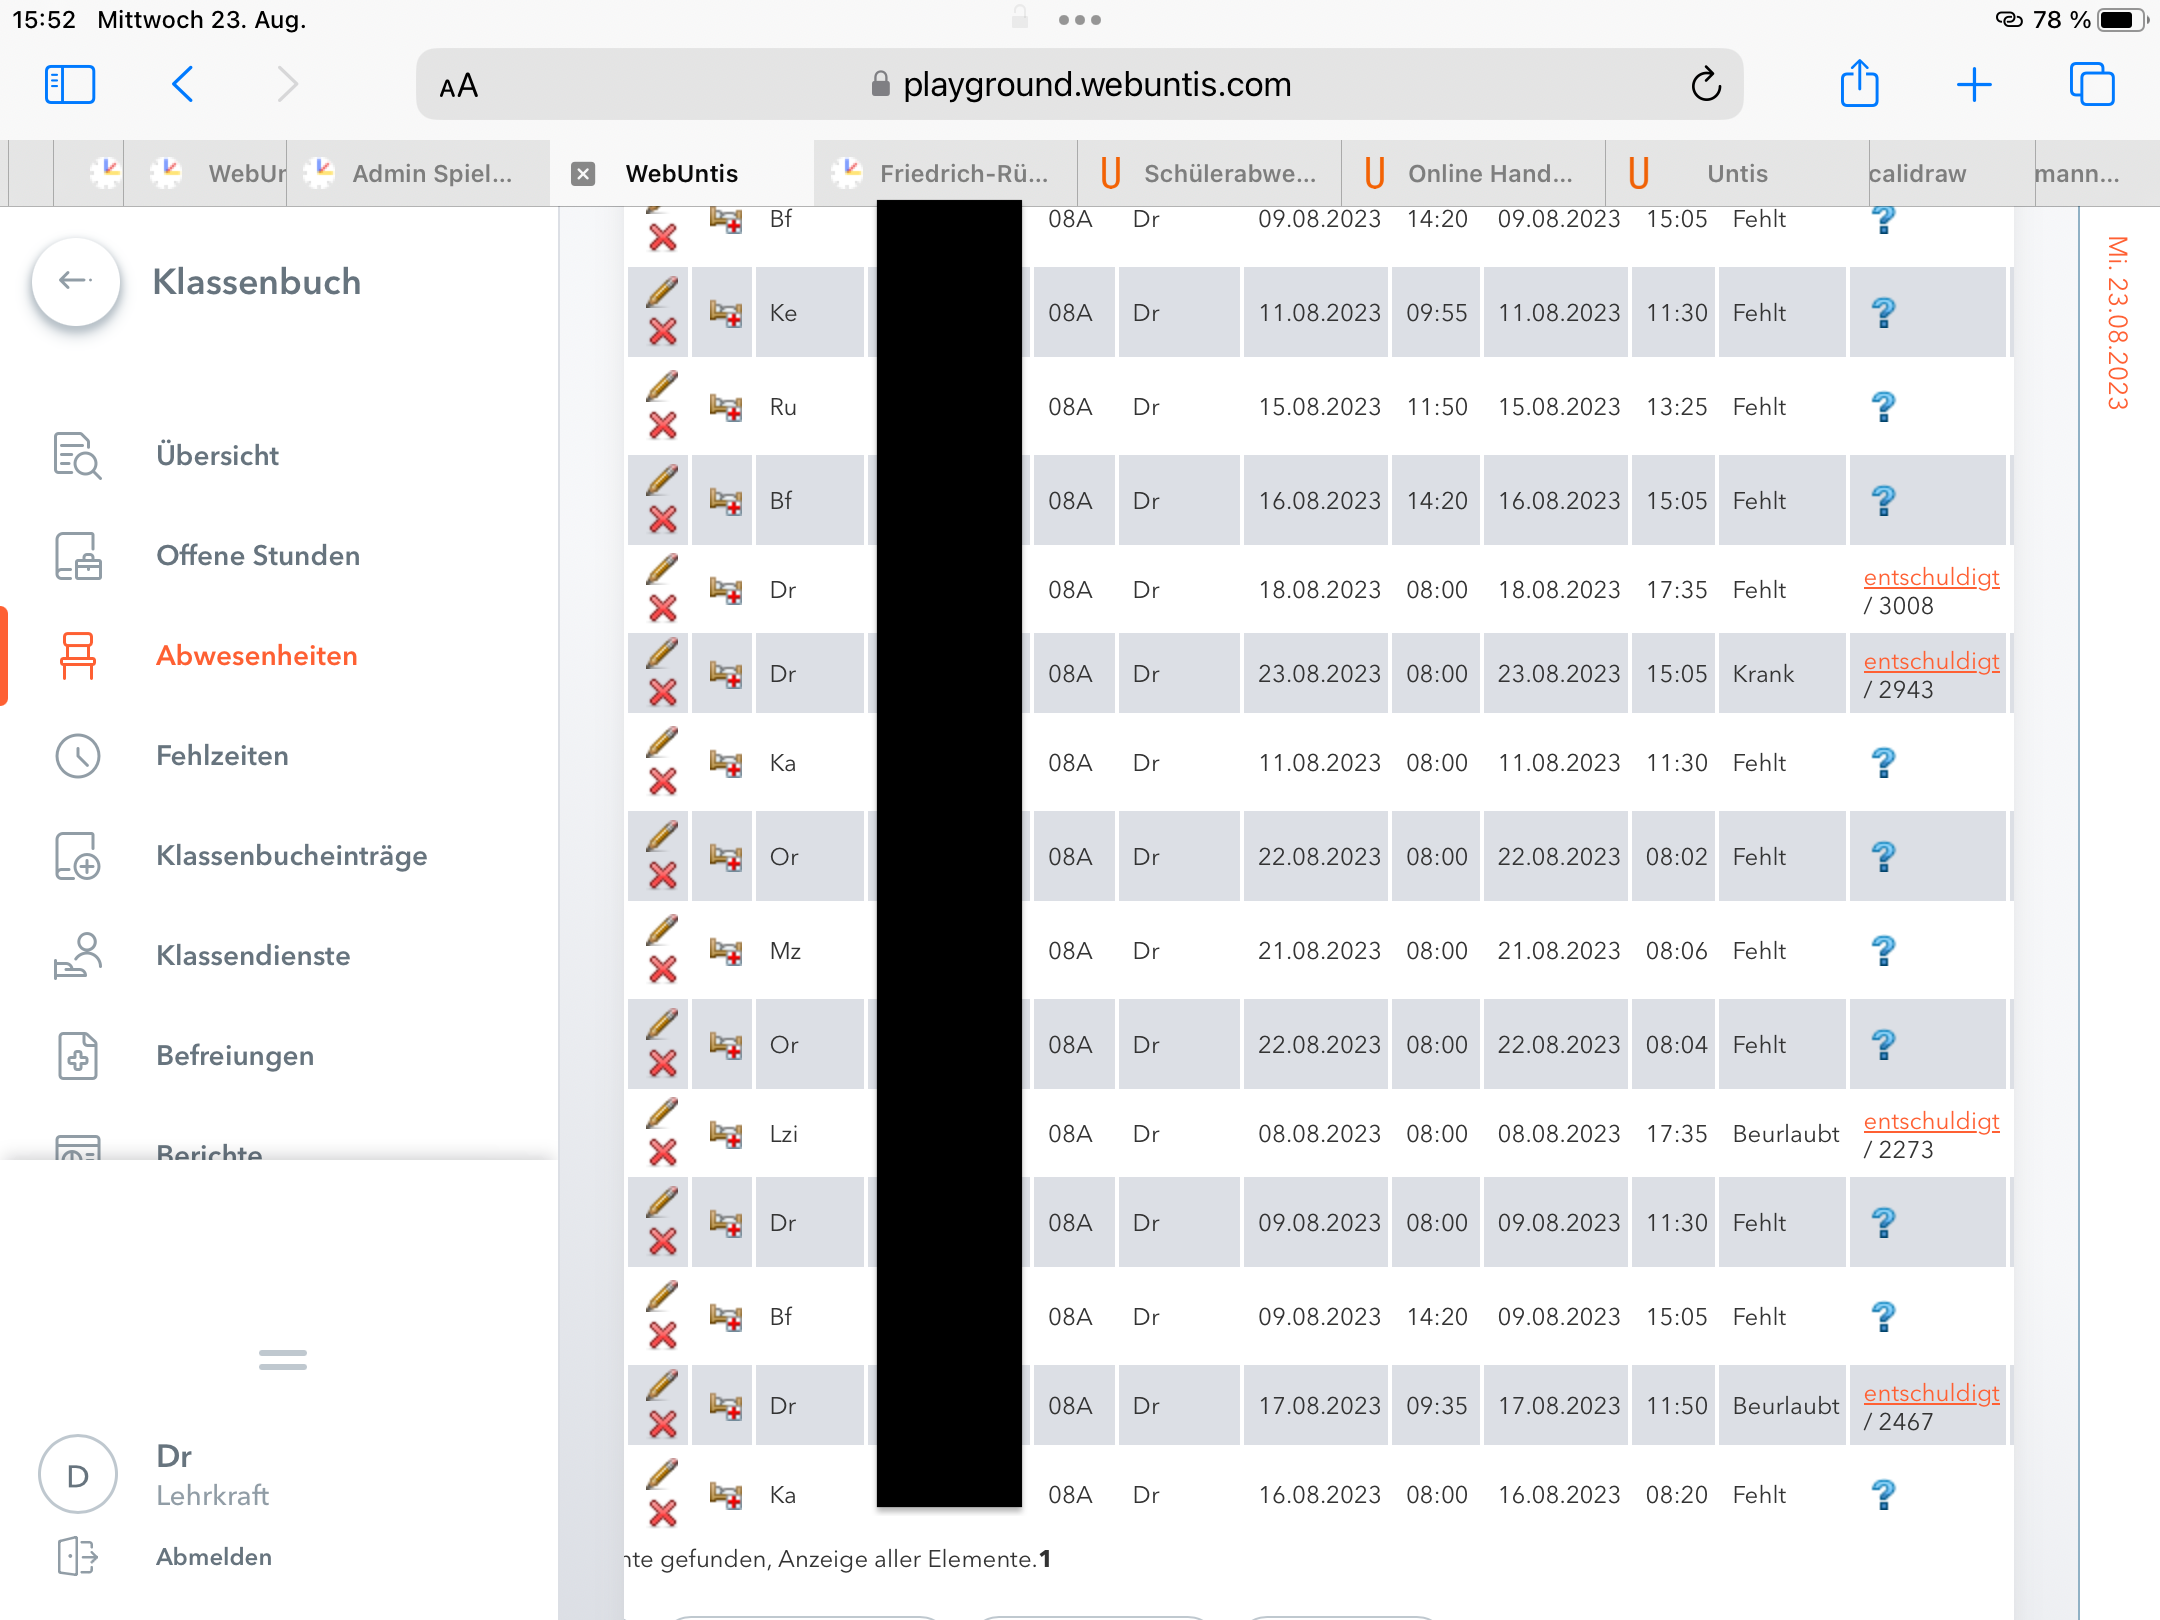 15:52 Mittwoch 23. Aug. 78 %
AA playground.webuntis.com
WebUn Admin Spiel... WebUntis Friedrich-Rü... Schülerabwe... Online Hand... Untis calidraw mann...
Klassenbuch
Übersicht
Offene Stunden
Abwesenheiten
Fehlzeiten
Klassenbucheinträge
Klassendienste
Befreiungen
Berichte
D Dr
Lehrkraft
Abmelden
Bf 08A Dr 09.08.2023 14:20 09.08.2023 15:05 Fehlt ?
Ke 08A Dr 11.08.2023 09:55 11.08.2023 11:30 Fehlt ?
Ru 08A Dr 15.08.2023 11:50 15.08.2023 13:25 Fehlt ?
Bf 08A Dr 16.08.2023 14:20 16.08.2023 15:05 Fehlt ?
Dr 08A Dr 18.08.2023 08:00 18.08.2023 17:35 Fehlt entschuldigt
/ 3008
Dr 08A Dr 23.08.2023 08:00 23.08.2023 15:05 Krank entschuldigt
/ 2943
Ka 08A Dr 11.08.2023 08:00 11.08.2023 11:30 Fehlt ?
Or 08A Dr 22.08.2023 08:00 22.08.2023 08:02 Fehlt ?
Mz 08A Dr 21.08.2023 08:00 21.08.2023 08:06 Fehlt ?
Or 08A Dr 22.08.2023 08:00 22.08.2023 08:04 Fehlt ?
Lzi 08A Dr 08.08.2023 08:00 08.08.2023 17:35 Beurlaubt entschuldigt
/ 2273
Dr 08A Dr 09.08.2023 08:00 09.08.2023 11:30 Fehlt ?
Bf 08A Dr 09.08.2023 14:20 09.08.2023 15:05 Fehlt ?
Dr 08A Dr 17.08.2023 09:35 17.08.2023 11:50 Beurlaubt entschuldigt
/ 2467
Ka 08A Dr 16.08.2023 08:00 16.08.2023 08:20 Fehlt ?
nte gefunden, Anzeige aller Elemente.1
Mi. 23.08.2023